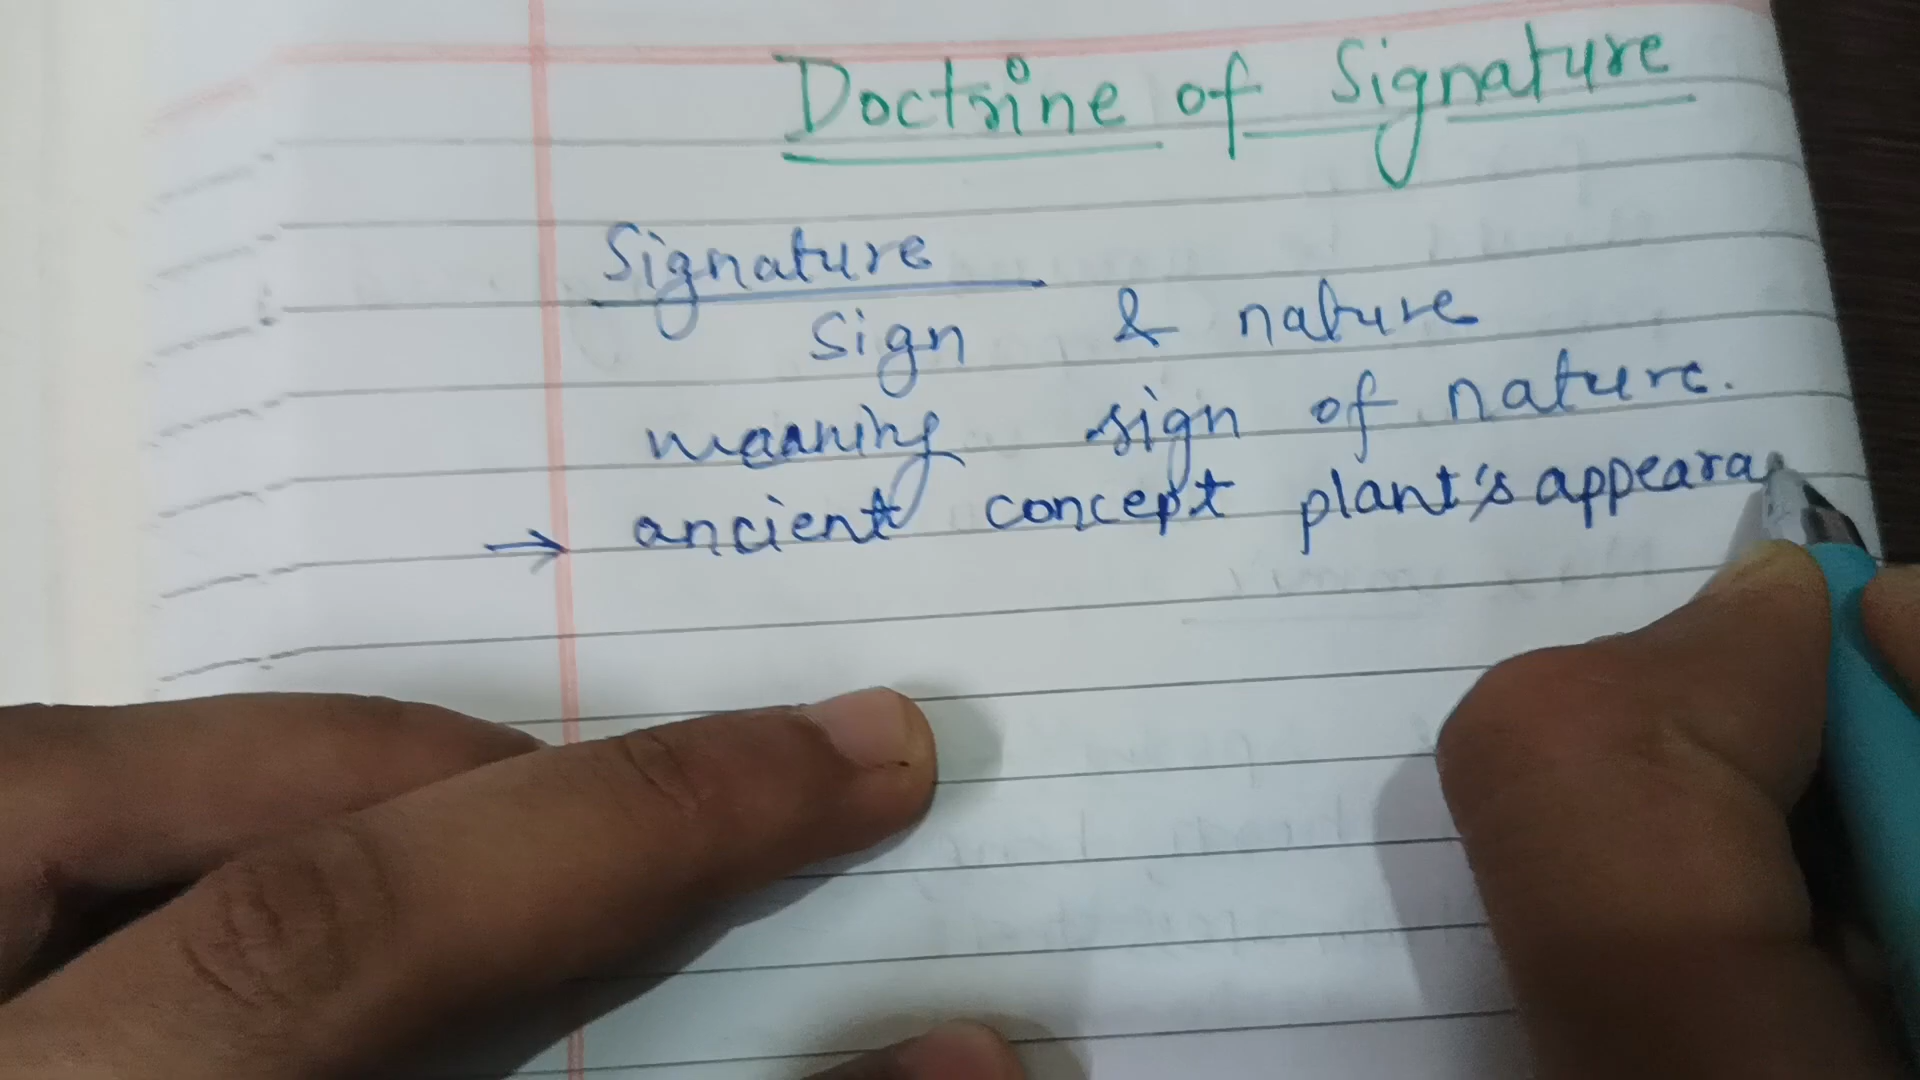 Doctrine of Signature
Signature
Sign & nature
meaning sign of nature.
→ ancient concept plant's appeara